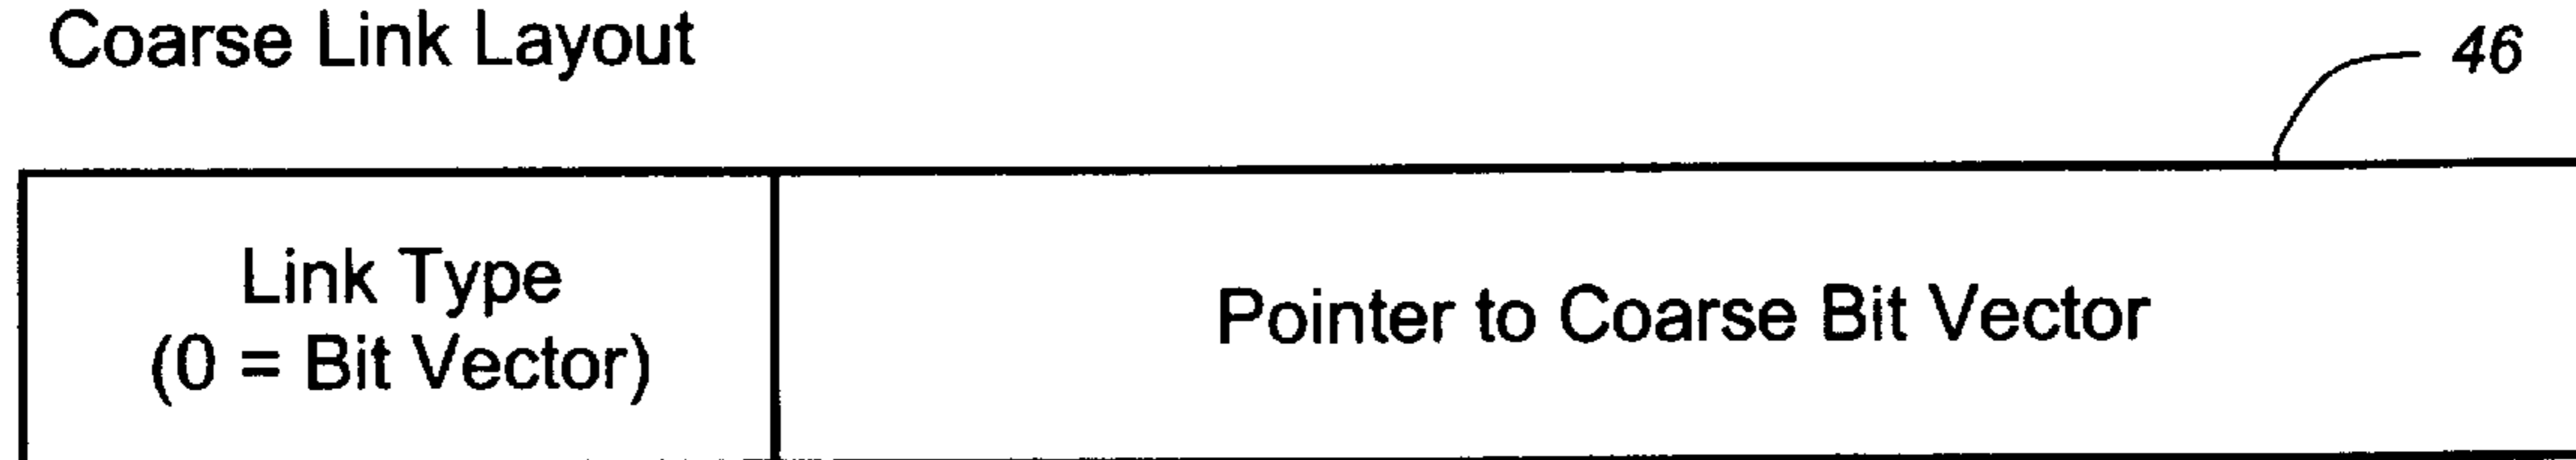 Coarse Link Layout
46
Link Type
(0 = Bit Vector)
Pointer to Coarse Bit Vector